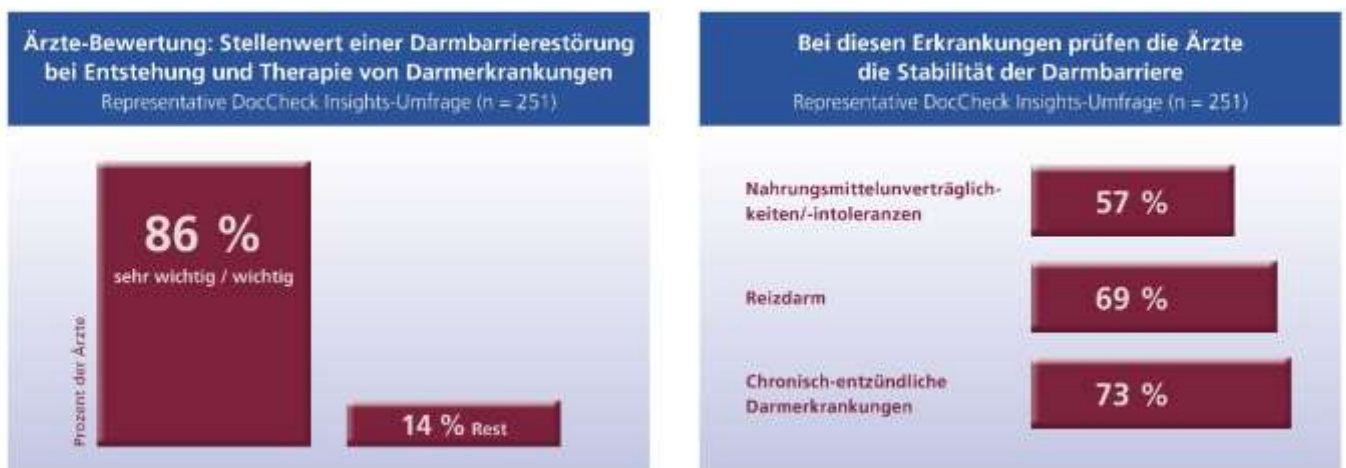 Ärzte-Bewertung: Stellenwert einer Darmbarrierestörung
bei Entstehung und Therapie von Darmerkrankungen
Representative DocCheck Insights-Umfrage (n = 251)
86 %
sehr wichtig / wichtig
Prozent der Ärzte
14 % Rest
Bei diesen Erkrankungen prüfen die Ärzte
die Stabilität der Darmbarriere
Representative DocCheck Insights-Umfrage (n = 251)
Nahrungsmittelunverträglich-
keiten/-intoleranzen
57 %
Reizdarm
69 %
Chronisch-entzündliche
Darmerkrankungen
73 %